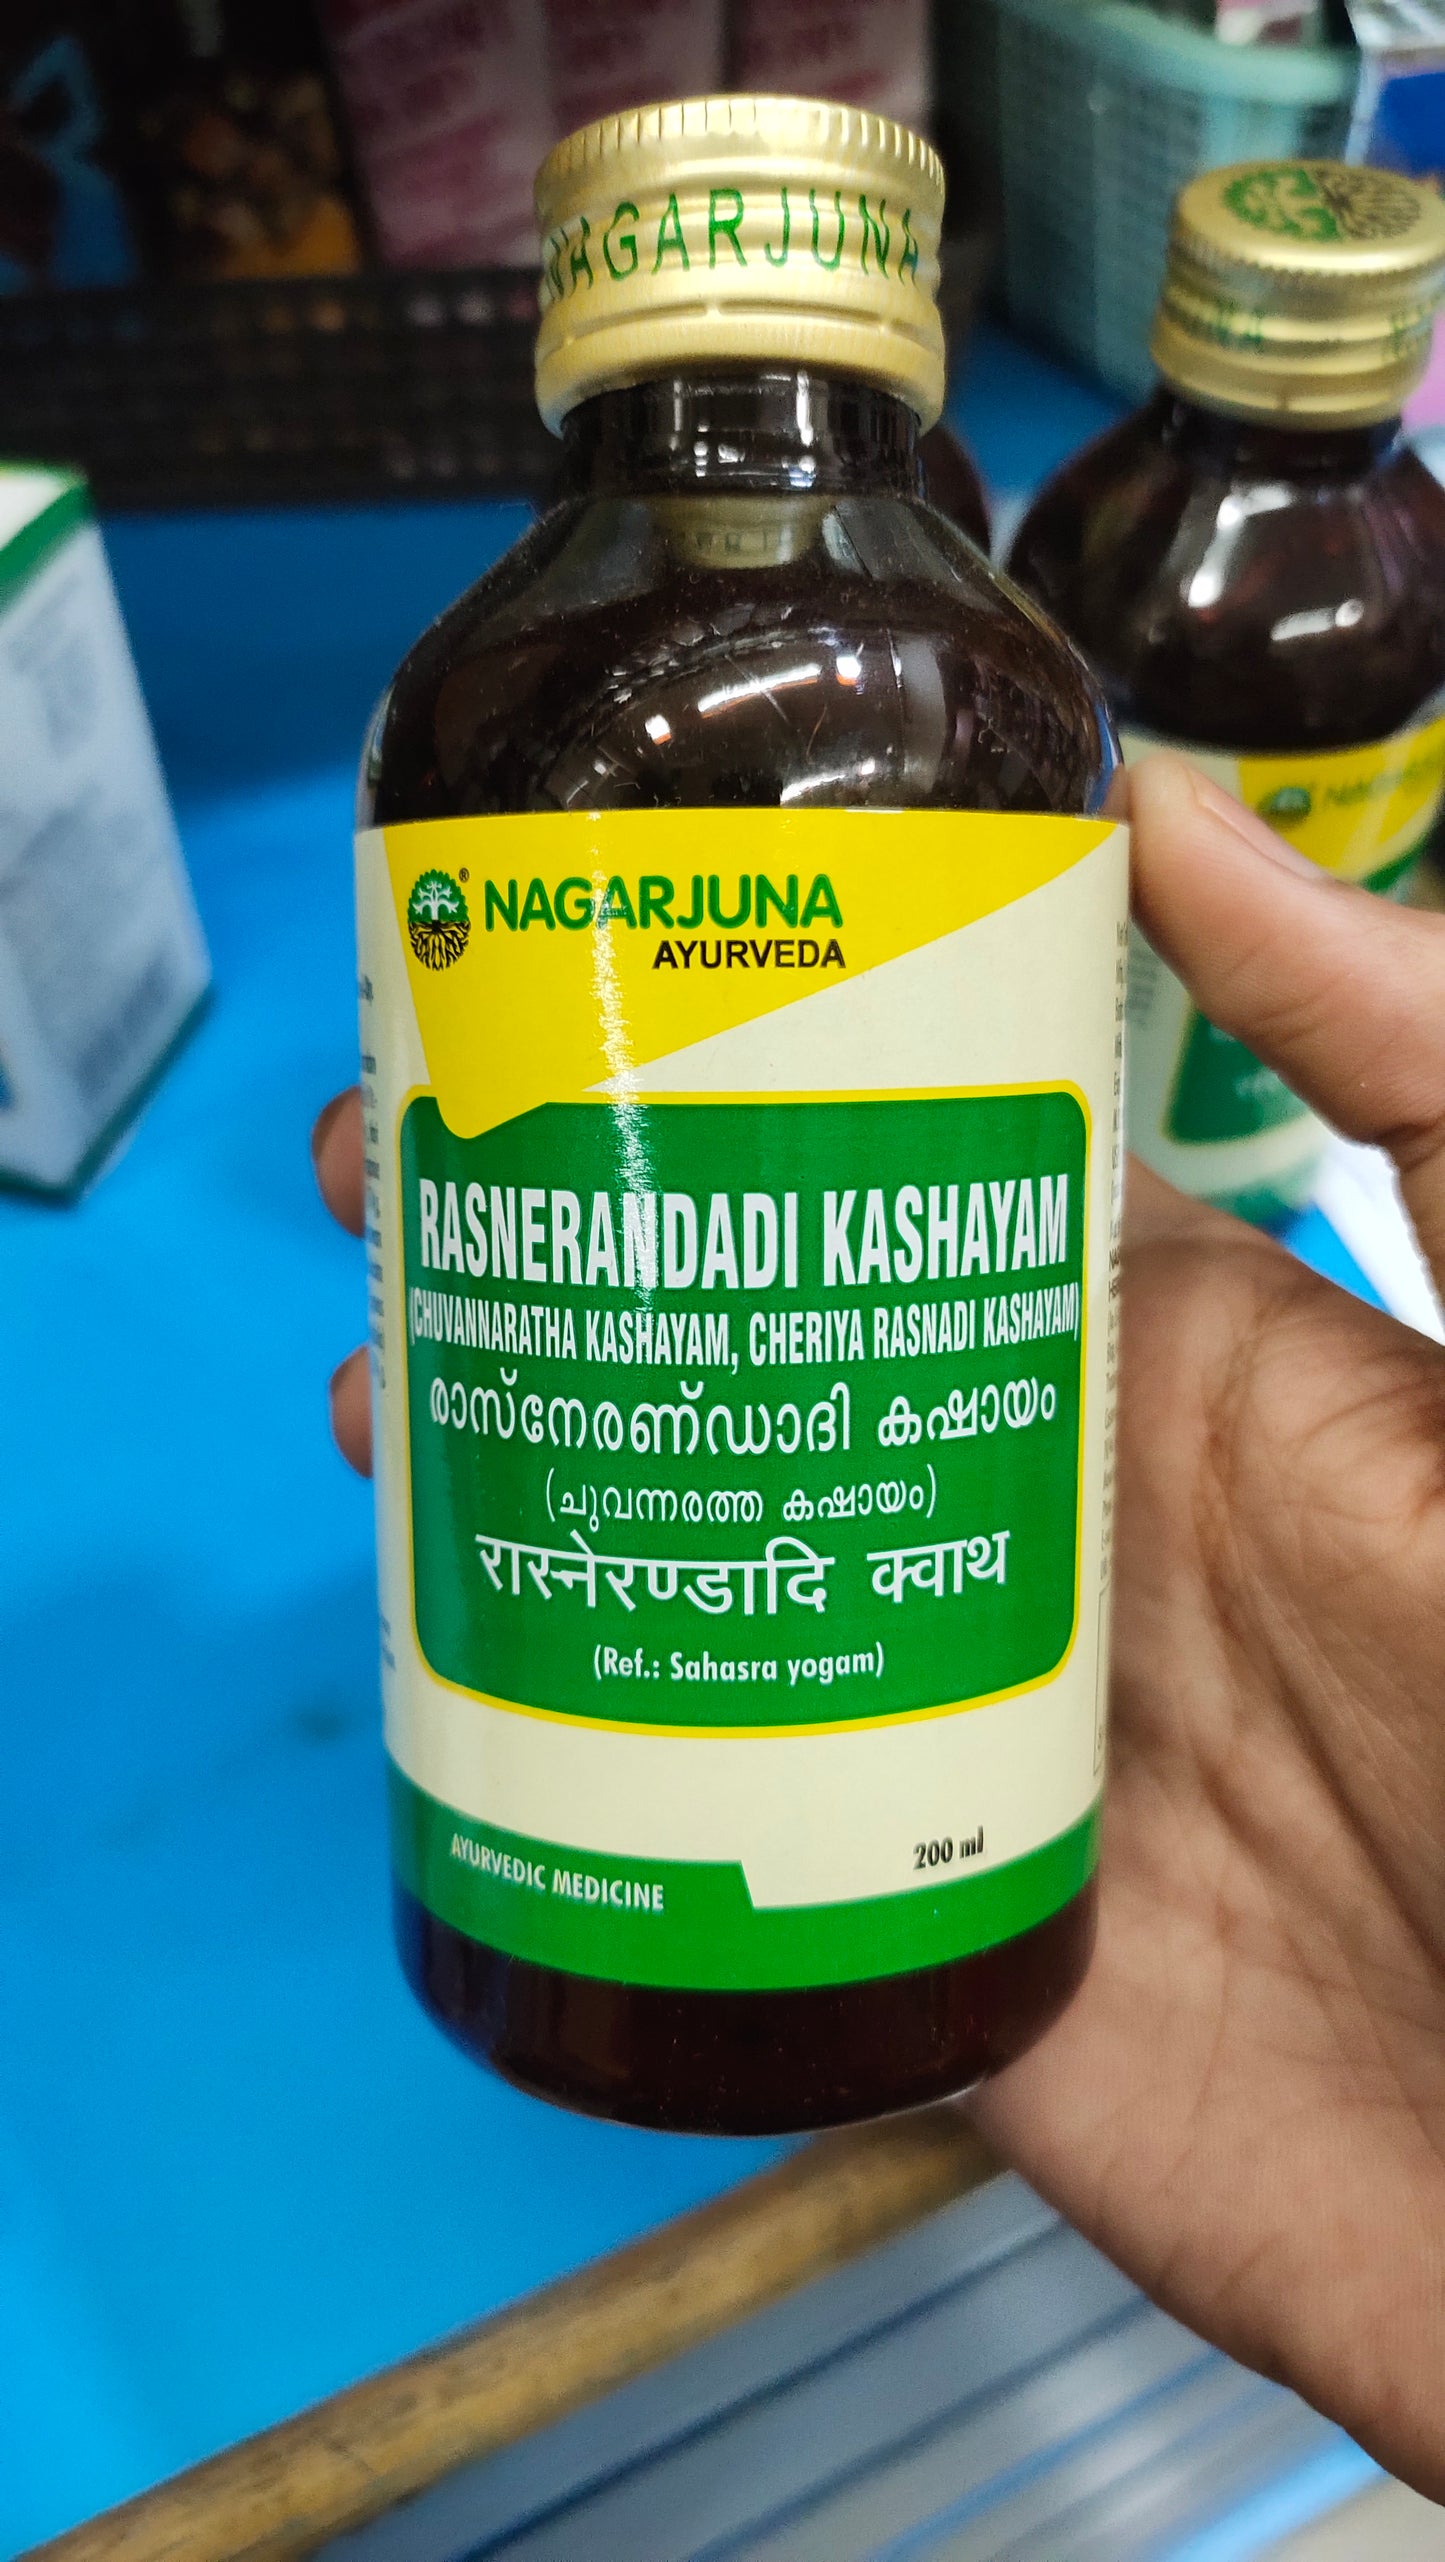 NAGARJUNA
NAGARJUNA
AYURVEDA
RASNERANDADI KASHAYAM
(CHUVANNARATHA KASHAYAM, CHERIYA RASNADI KASHAYAM)
രാസ്നേരണ്ഡാദി കഷായം
(ചുവന്നരത്ത കഷായം)
रास्नेरण्डादि क्वाथ
(Ref.: Sahasra yogam)
200 ml
AYURVEDIC MEDICINE